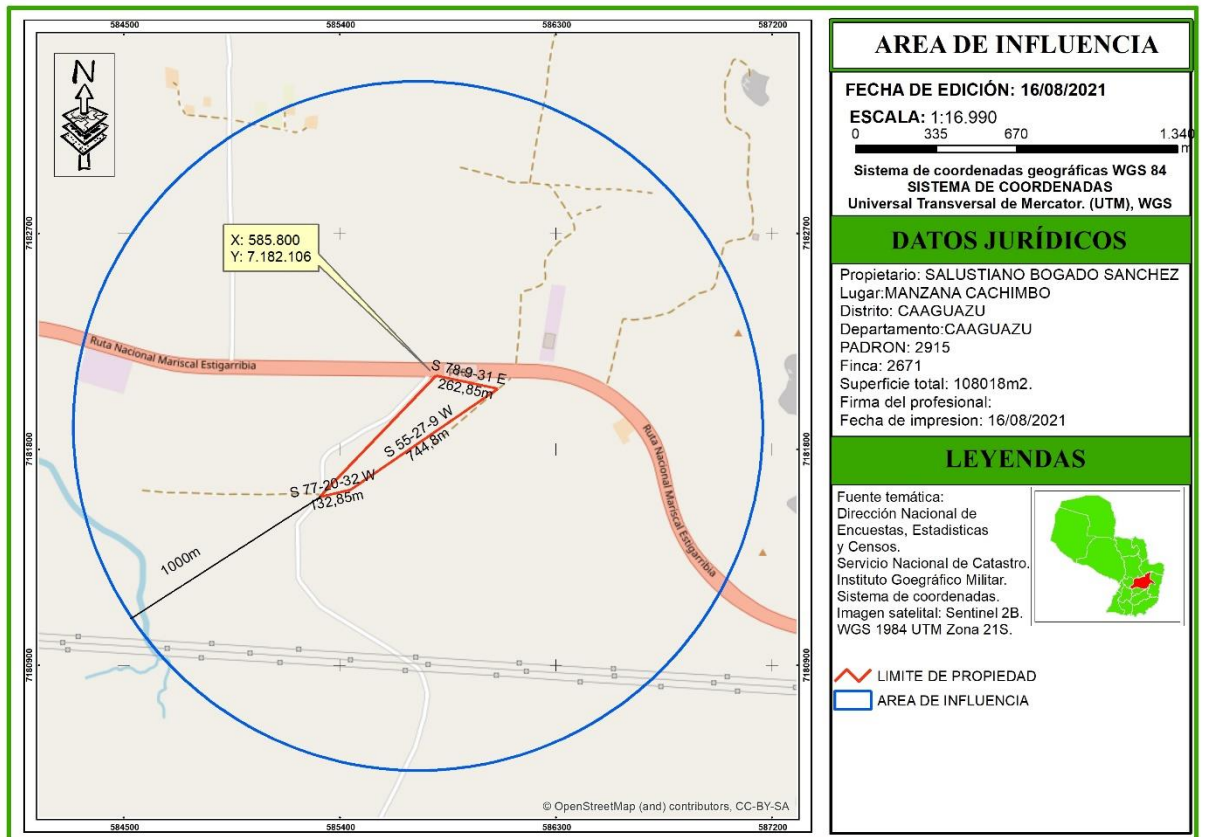 584500 585400 586300 587200
7182700
7181800
7180900
N
X: 585.800
Y: 7.182.106
Ruta Nacional Mariscal Estigarribia
S 78-9-31 E
262,85m
S 55-27-9 W
744,8m
S 77-20-32 W
132,85m
1000m
Ruta Nacional Mariscal Estigarribia
© OpenStreetMap (and) contributors, CC-BY-SA
584500 585400 586300 587200
AREA DE INFLUENCIA
FECHA DE EDICIÓN: 16/08/2021
ESCALA: 1:16.990
0 335 670 1.340
m
Sistema de coordenadas geográficas WGS 84
SISTEMA DE COORDENADAS
Universal Transversal de Mercator. (UTM), WGS
DATOS JURÍDICOS
Propietario: SALUSTIANO BOGADO SANCHEZ
Lugar:MANZANA CACHIMBO
Distrito: CAAGUAZU
Departamento:CAAGUAZU
PADRON: 2915
Finca: 2671
Superficie total: 108018m2.
Firma del profesional:
Fecha de impresion: 16/08/2021
LEYENDAS
Fuente temática:
Dirección Nacional de
Encuestas, Estadisticas
y Censos.
Servicio Nacional de Catastro.
Instituto Goegráfico Militar.
Sistema de coordenadas.
Imagen satelital: Sentinel 2B.
WGS 1984 UTM Zona 21S.
LIMITE DE PROPIEDAD
AREA DE INFLUENCIA